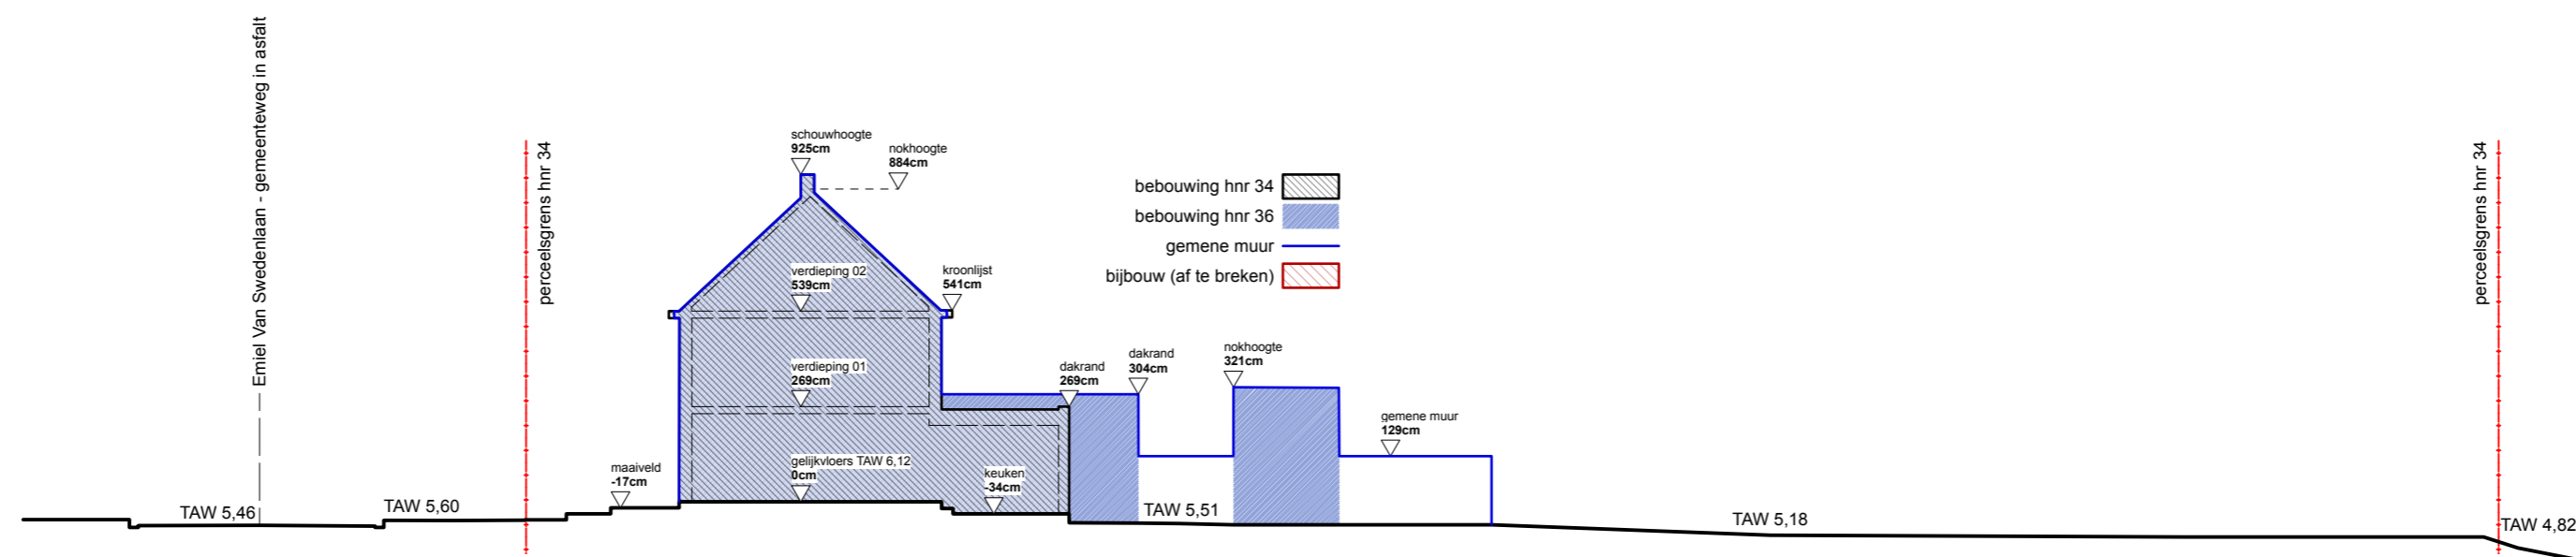 Emiel Van Swedenlaan - gemeenteweg in asfalt
perceelsgrens hnr 34
schouwhoogte
925cm
nokhoogte
884cm
bebouwing hnr 34
bebouwing hnr 36
gemene muur
bijbouw (af te breken)
perceelsgrens hnr 34
verdieping 02
539cm
kroonlijst
541cm
verdieping 01
269cm
dakrand
269cm
dakrand
304cm
nokhoogte
321cm
gemene muur
129cm
maaiveld
-17cm
gelijkvloers TAW 6,12
0cm
keuken
-34cm
TAW 5,46
TAW 5,60
TAW 5,51
TAW 5,18
TAW 4,82